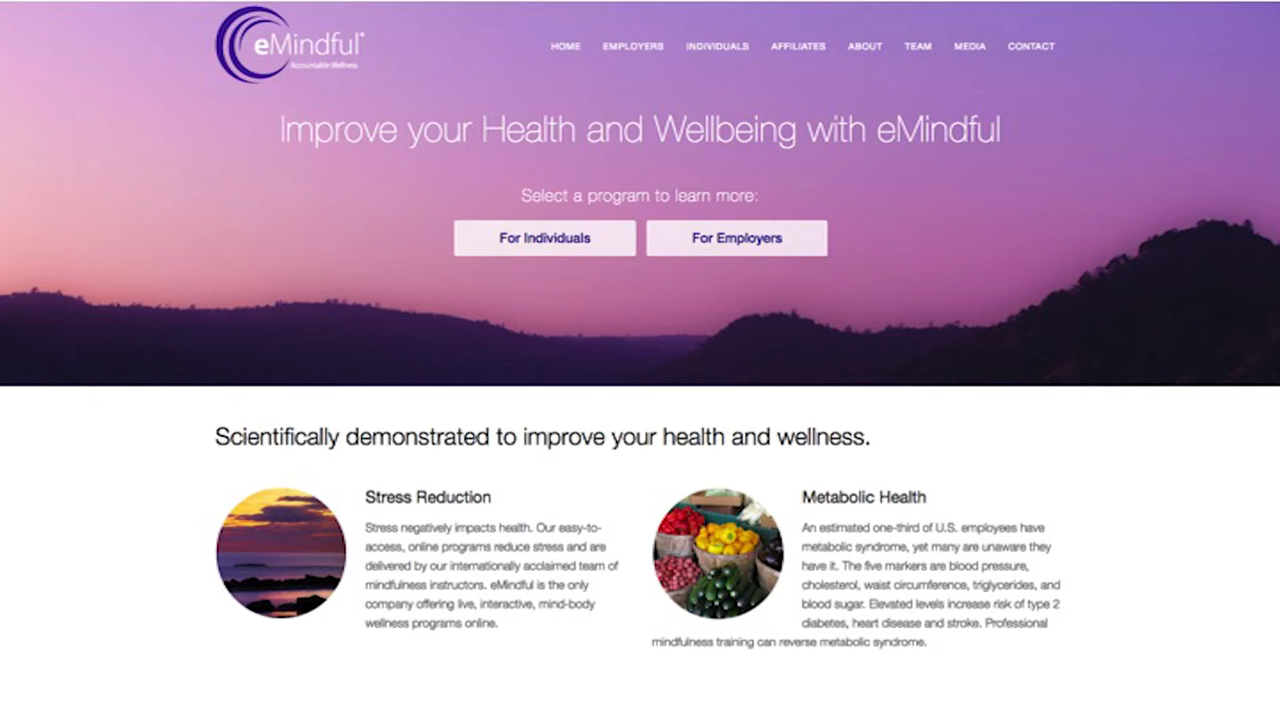 eMindful
Accountable Wellness
HOME EMPLOYERS INDIVIDUALS AFFILIATES ABOUT TEAM MEDIA CONTACT
Improve your Health and Wellbeing with eMindful
Select a program to learn more:
For Individuals For Employers
Scientifically demonstrated to improve your health and wellness.
Stress Reduction
Stress negatively impacts health. Our easy-to-
access, online programs reduce stress and are
delivered by our internationally acclaimed team of
mindfulness instructors. eMindful is the only
company offering live, interactive, mind-body
wellness programs online.
Metabolic Health
An estimated one-third of U.S. employees have
metabolic syndrome, yet many are unaware they
have it. The five markers are blood pressure,
cholesterol, waist circumference, triglycerides, and
blood sugar. Elevated levels increase risk of type 2
diabetes, heart disease and stroke. Professional
mindfulness training can reverse metabolic syndrome.